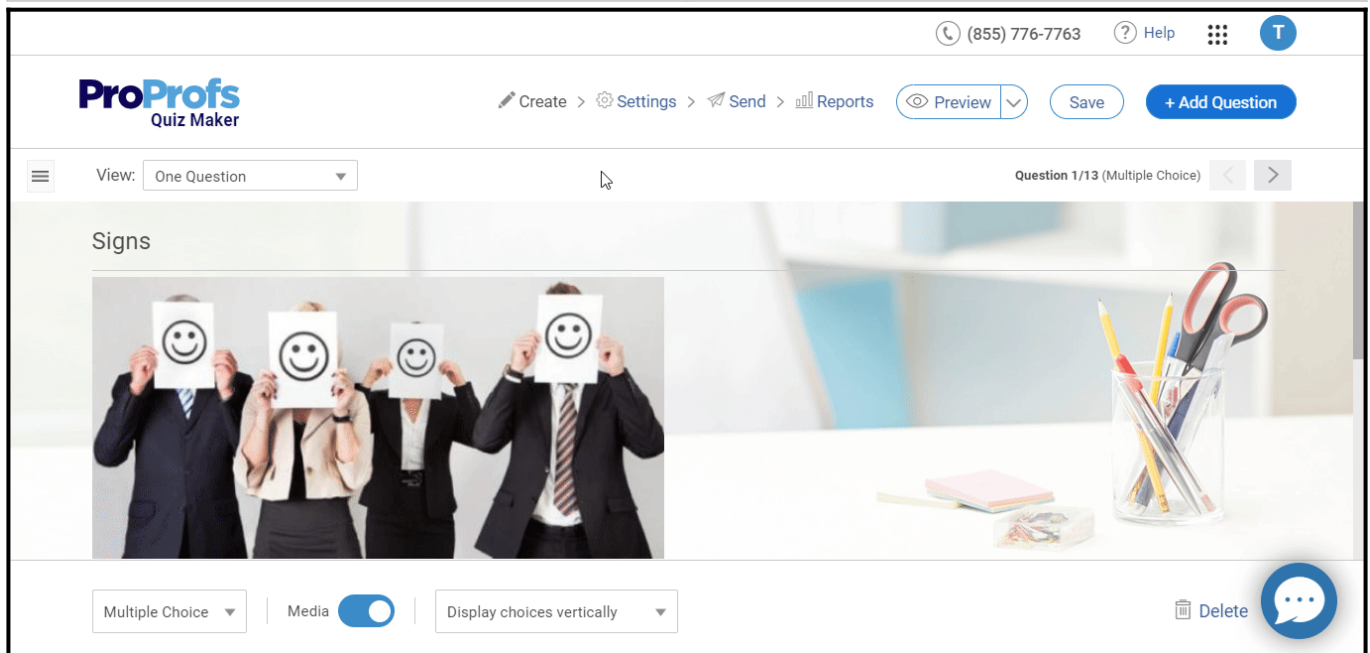 (855) 776-7763 ? Help T
ProProfs
Quiz Maker
Create > Settings > Send > Reports Preview Save + Add Question
View: One Question Question 1/13 (Multiple Choice) < >
Signs
Multiple Choice Media Display choices vertically Delete